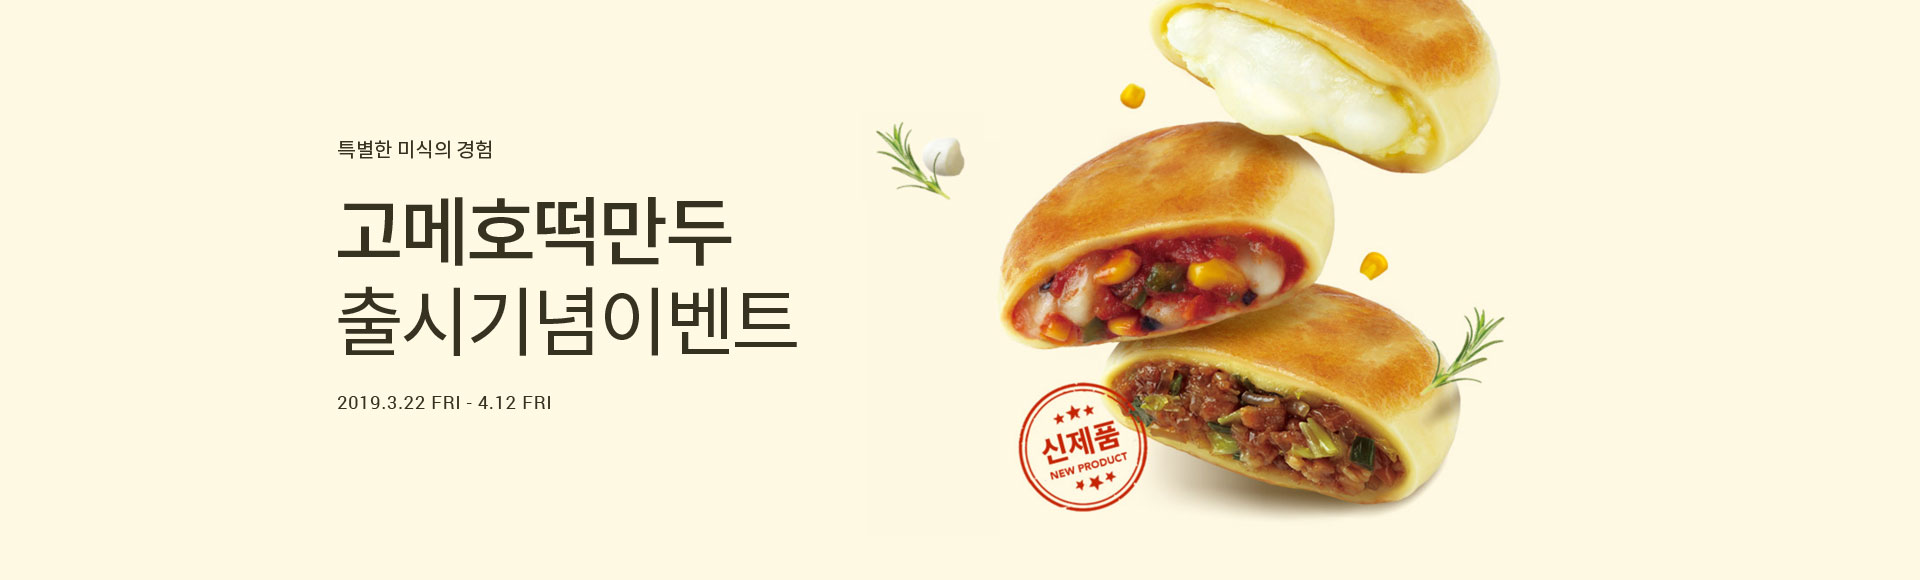 특별한 미식의 경험
고메호떡만두
출시기념이벤트
2019.3.22 FRI - 4.12 FRI
신제품
NEW PRODUCT